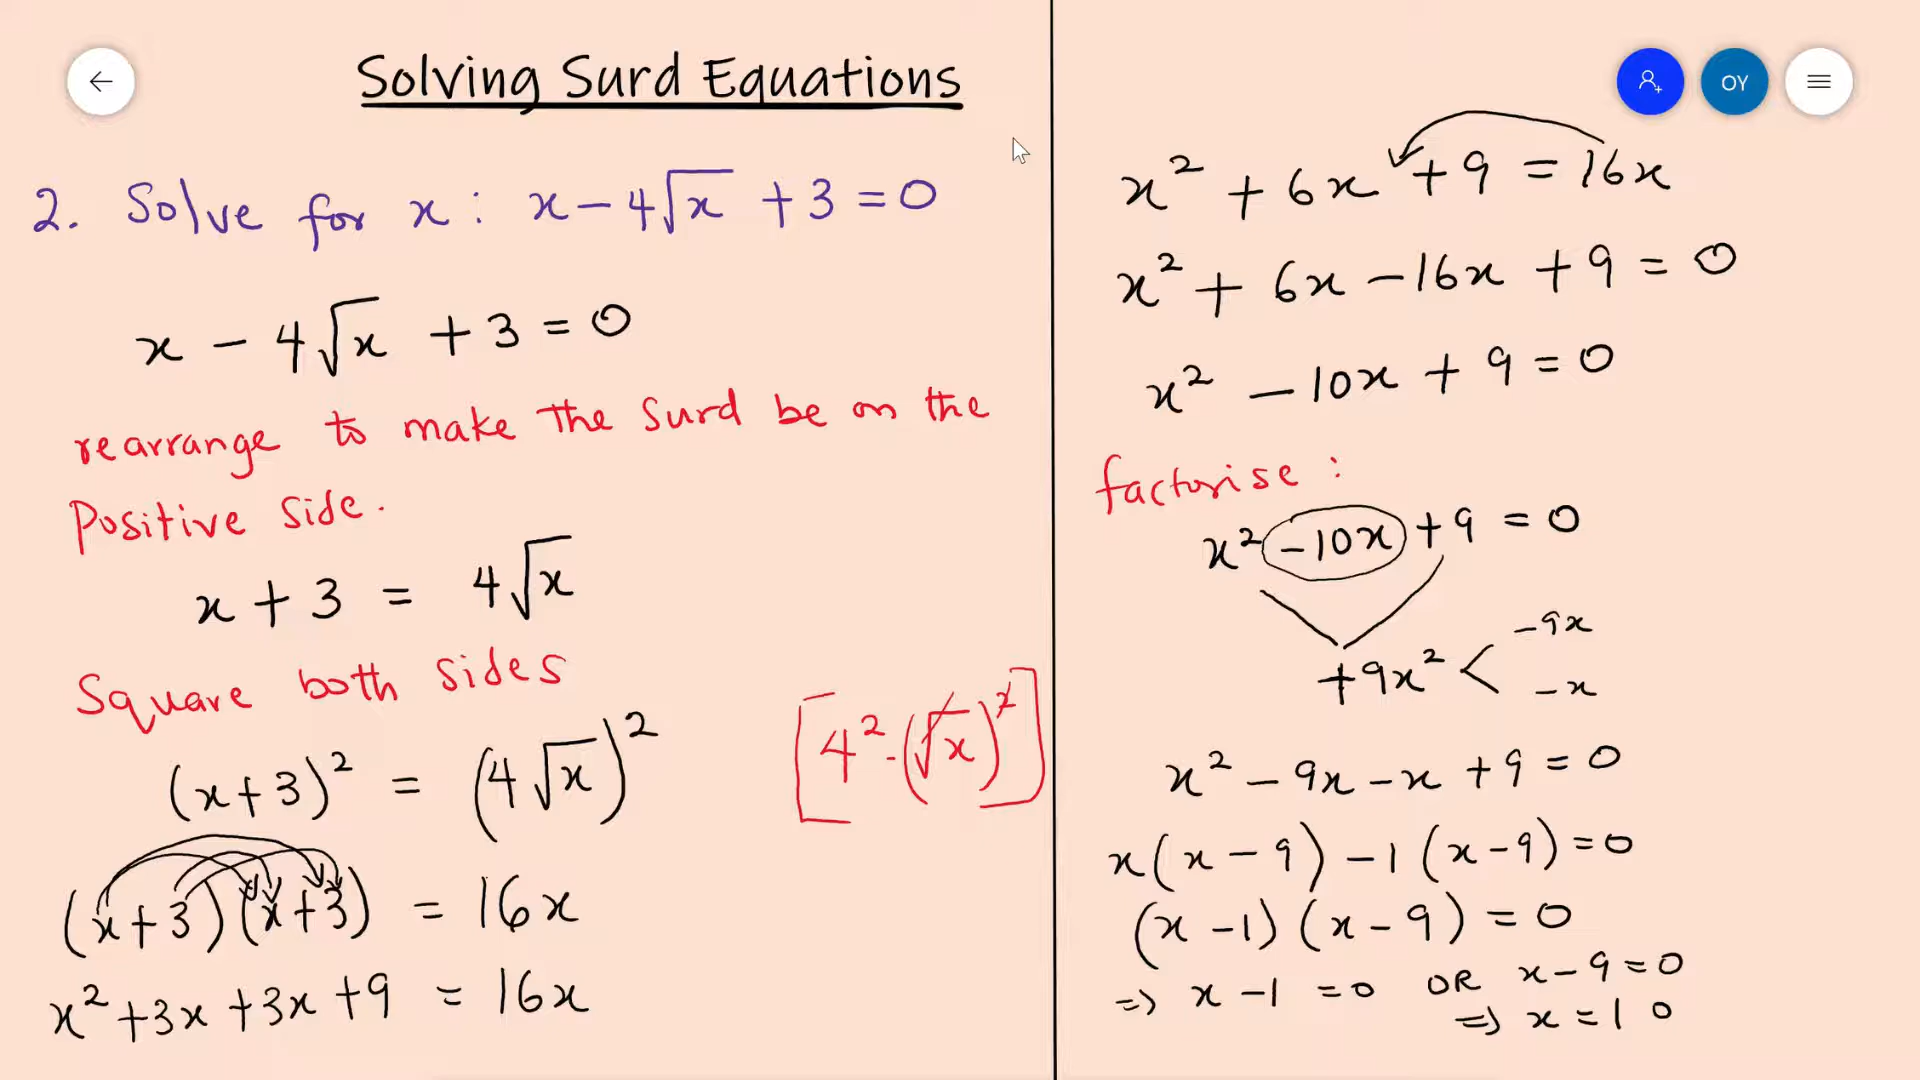 Solving Surd Equations
OY
2. Solve for x : x - 4√x + 3 = 0
x - 4√x + 3 = 0
rearrange to make the Surd be on the
Positive side.
x + 3 = 4√x
Square both sides
(x+3)² = (4√x)²
[4² · (√x)²]
(x+3)(x+3) = 16x
x² + 3x + 3x + 9 = 16x
x² + 6x + 9 = 16x
x² + 6x - 16x + 9 = 0
x² - 10x + 9 = 0
factorise :
x² - 10x + 9 = 0
-9x
+9x² <
-x
x² - 9x - x + 9 = 0
x(x - 9) - 1(x - 9) = 0
(x - 1)(x - 9) = 0
=> x - 1 = 0 OR x - 9 = 0
=> x = 1 0